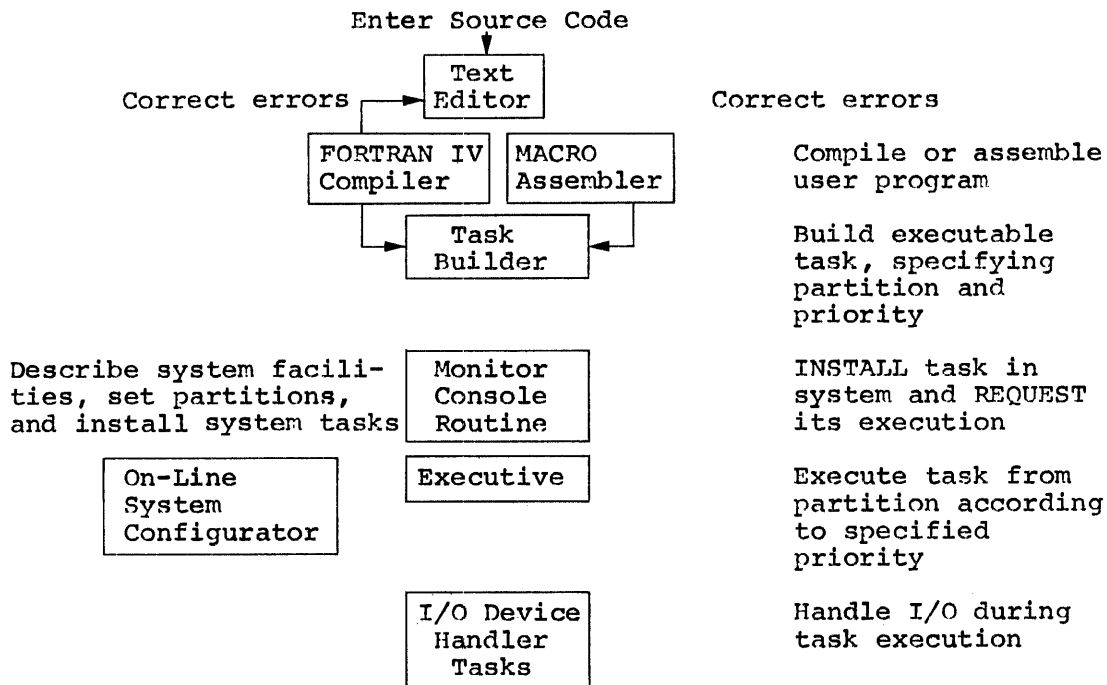 Enter Source Code
Text
Editor
Correct errors
Correct errors
FORTRAN IV
Compiler
MACRO
Assembler
Compile or assemble
user program
Task
Builder
Build executable
task, specifying
partition and
priority
Describe system facili-
ties, set partitions,
and install system tasks
Monitor
Console
Routine
INSTALL task in
system and REQUEST
its execution
On-Line
System
Configurator
Executive
Execute task from
partition according
to specified
priority
I/O Device
Handler
Tasks
Handle I/O during
task execution